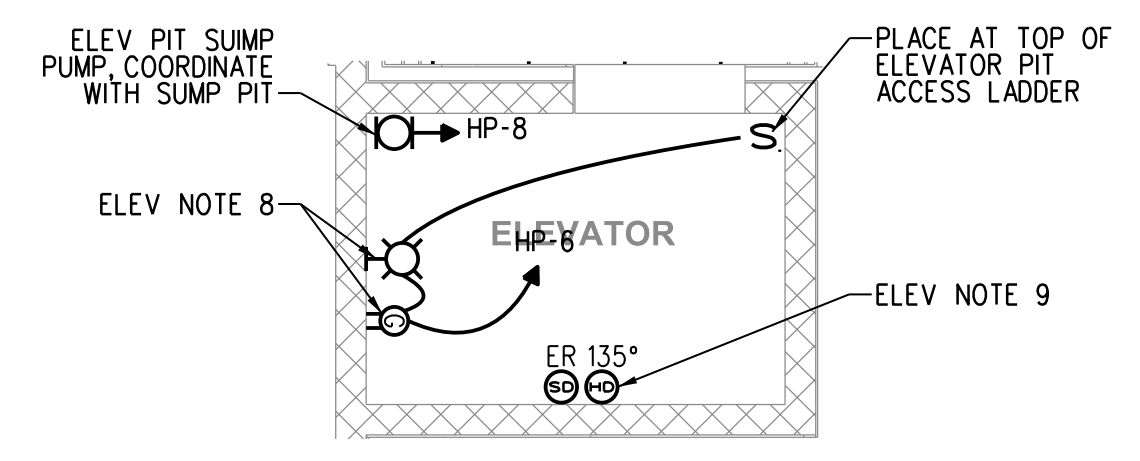 ELEV PIT SUIMP
PUMP, COORDINATE
WITH SUMP PIT
PLACE AT TOP OF
ELEVATOR PIT
ACCESS LADDER
HP-8
S
ELEV NOTE 8
ELEVATOR
HP-6
G
ELEV NOTE 9
ER 135°
SD HD